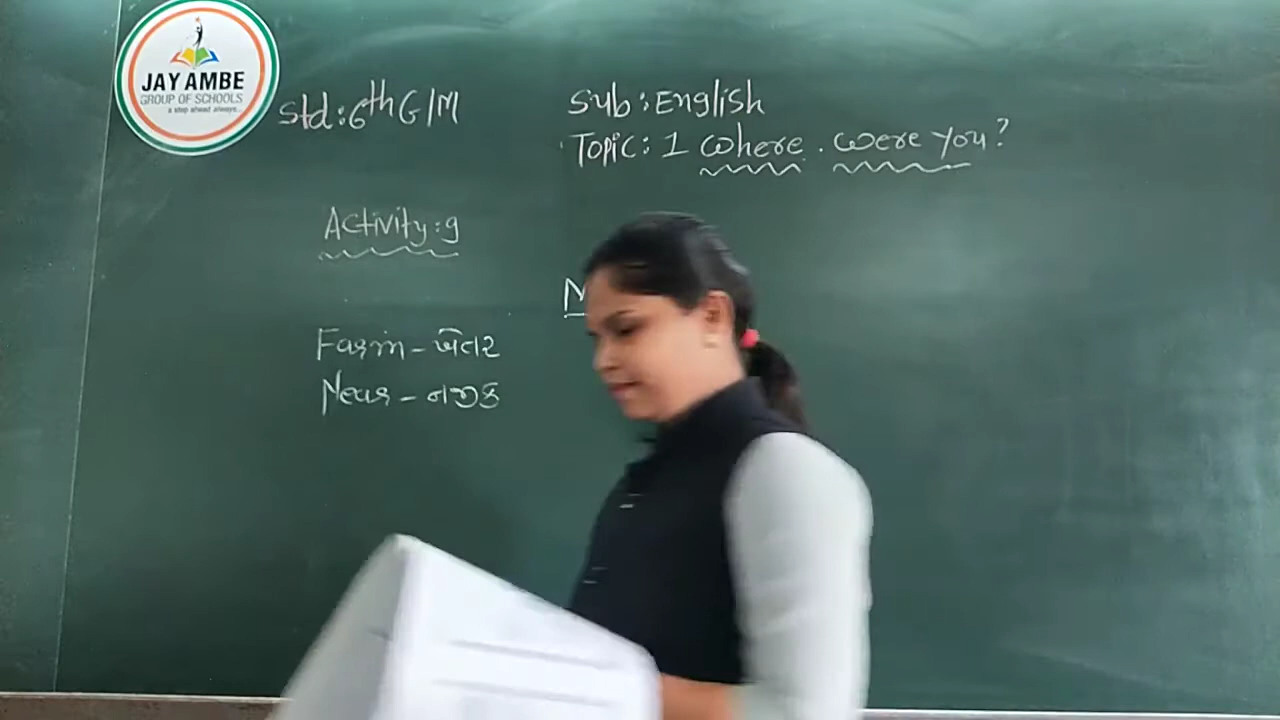 JAY AMBE
GROUP OF SCHOOLS
a step ahead always...
Std:6th G/M
Sub:English
Topic: 1 Where were you?
Activity:9
Farm - ખેતર
Near - નજીક